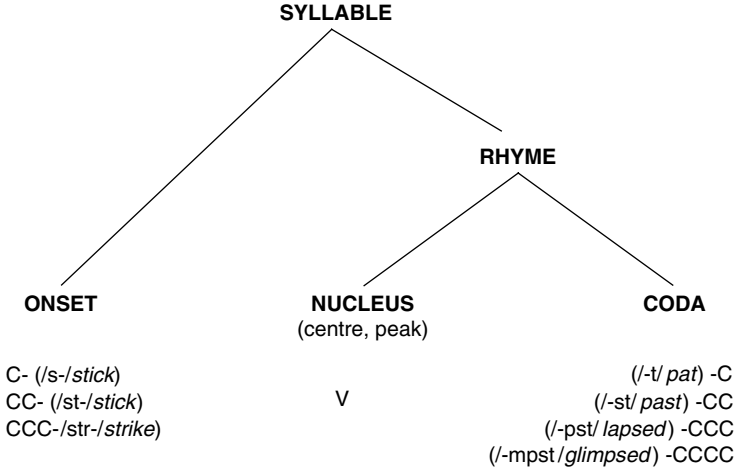 SYLLABLE
RHYME
ONSET
NUCLEUS
(centre, peak)
CODA
C- (/s-/stick)
CC- (/st-/stick)
CCC-/str-/strike)
V
(/-t/ pat) -C
(/-st/ past) -CC
(/-pst/ lapsed) -CCC
(/-mpst /glimpsed) -CCCC